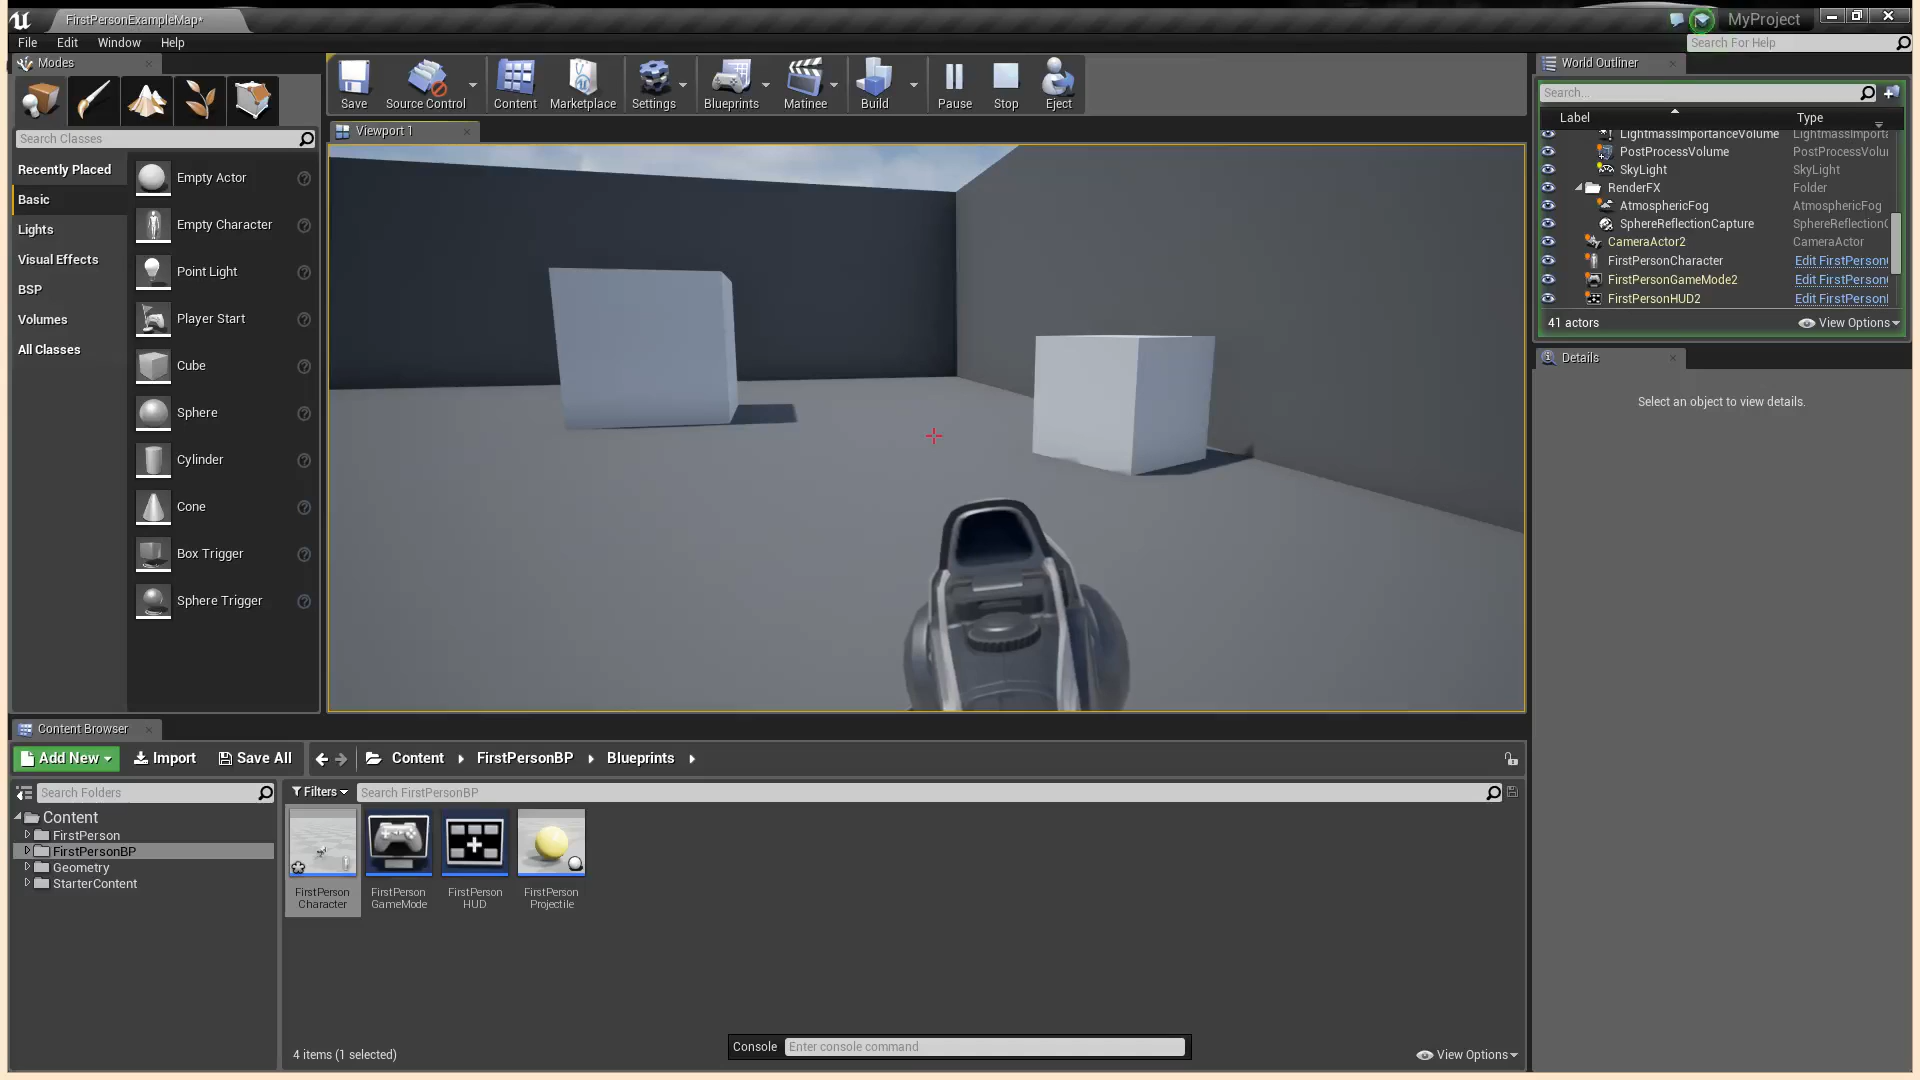 FirstPersonExampleMap*
MyProject
File Edit Window Help
Search For Help
Modes
Search Classes
Recently Placed
Basic
Lights
Visual Effects
BSP
Volumes
All Classes
Empty Actor
Empty Character
Point Light
Player Start
Cube
Sphere
Cylinder
Cone
Box Trigger
Sphere Trigger
Save Source Control Content Marketplace Settings Blueprints Matinee Build Pause Stop Eject
Viewport 1
World Outliner
Search...
Label Type
LightmassImportanceVolume LightmassImporta
PostProcessVolume PostProcessVolu
SkyLight SkyLight
RenderFX Folder
AtmosphericFog AtmosphericFog
SphereReflectionCapture SphereReflection
CameraActor2 CameraActor
FirstPersonCharacter Edit FirstPerson
FirstPersonGameMode2 Edit FirstPerson
FirstPersonHUD2 Edit FirstPerson
41 actors View Options
Details
Select an object to view details.
Content Browser
Add New Import Save All Content FirstPersonBP Blueprints
Search Folders
Content
FirstPerson
FirstPersonBP
Geometry
StarterContent
Filters Search FirstPersonBP
FirstPerson
Character
FirstPerson
GameMode
FirstPerson
HUD
FirstPerson
Projectile
4 items (1 selected)
Console Enter console command
View Options